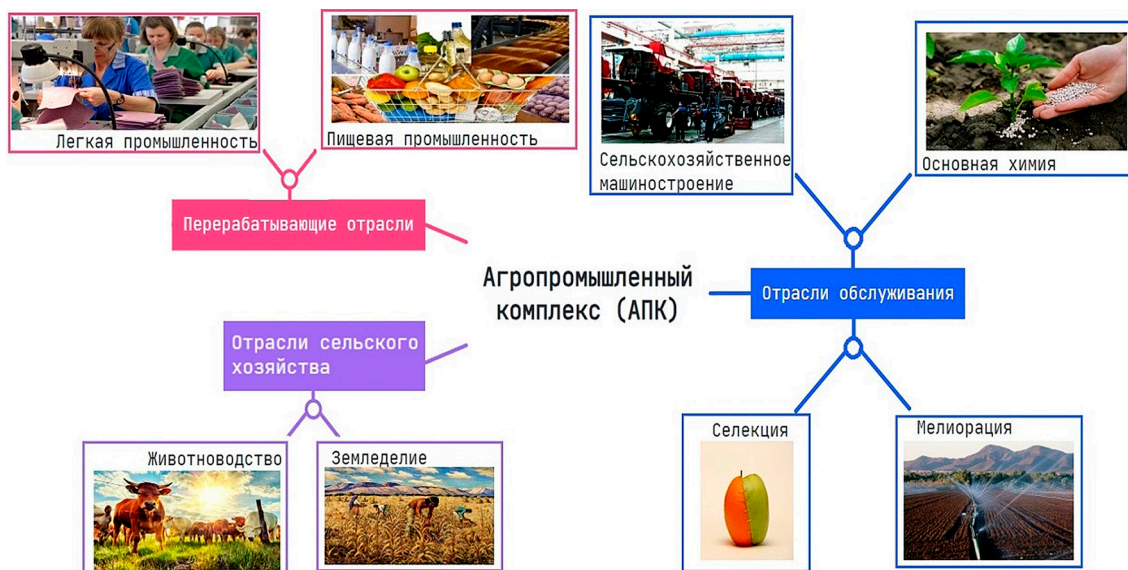 Легкая промышленность
Пищевая промышленность
Сельскохозяйственное
машиностроение
Основная химия
Перерабатывающие отрасли
Агропромышленный
комплекс (АПК)
Отрасли обслуживания
Отрасли сельского
хозяйства
Животноводство
Земледелие
Селекция
Мелиорация